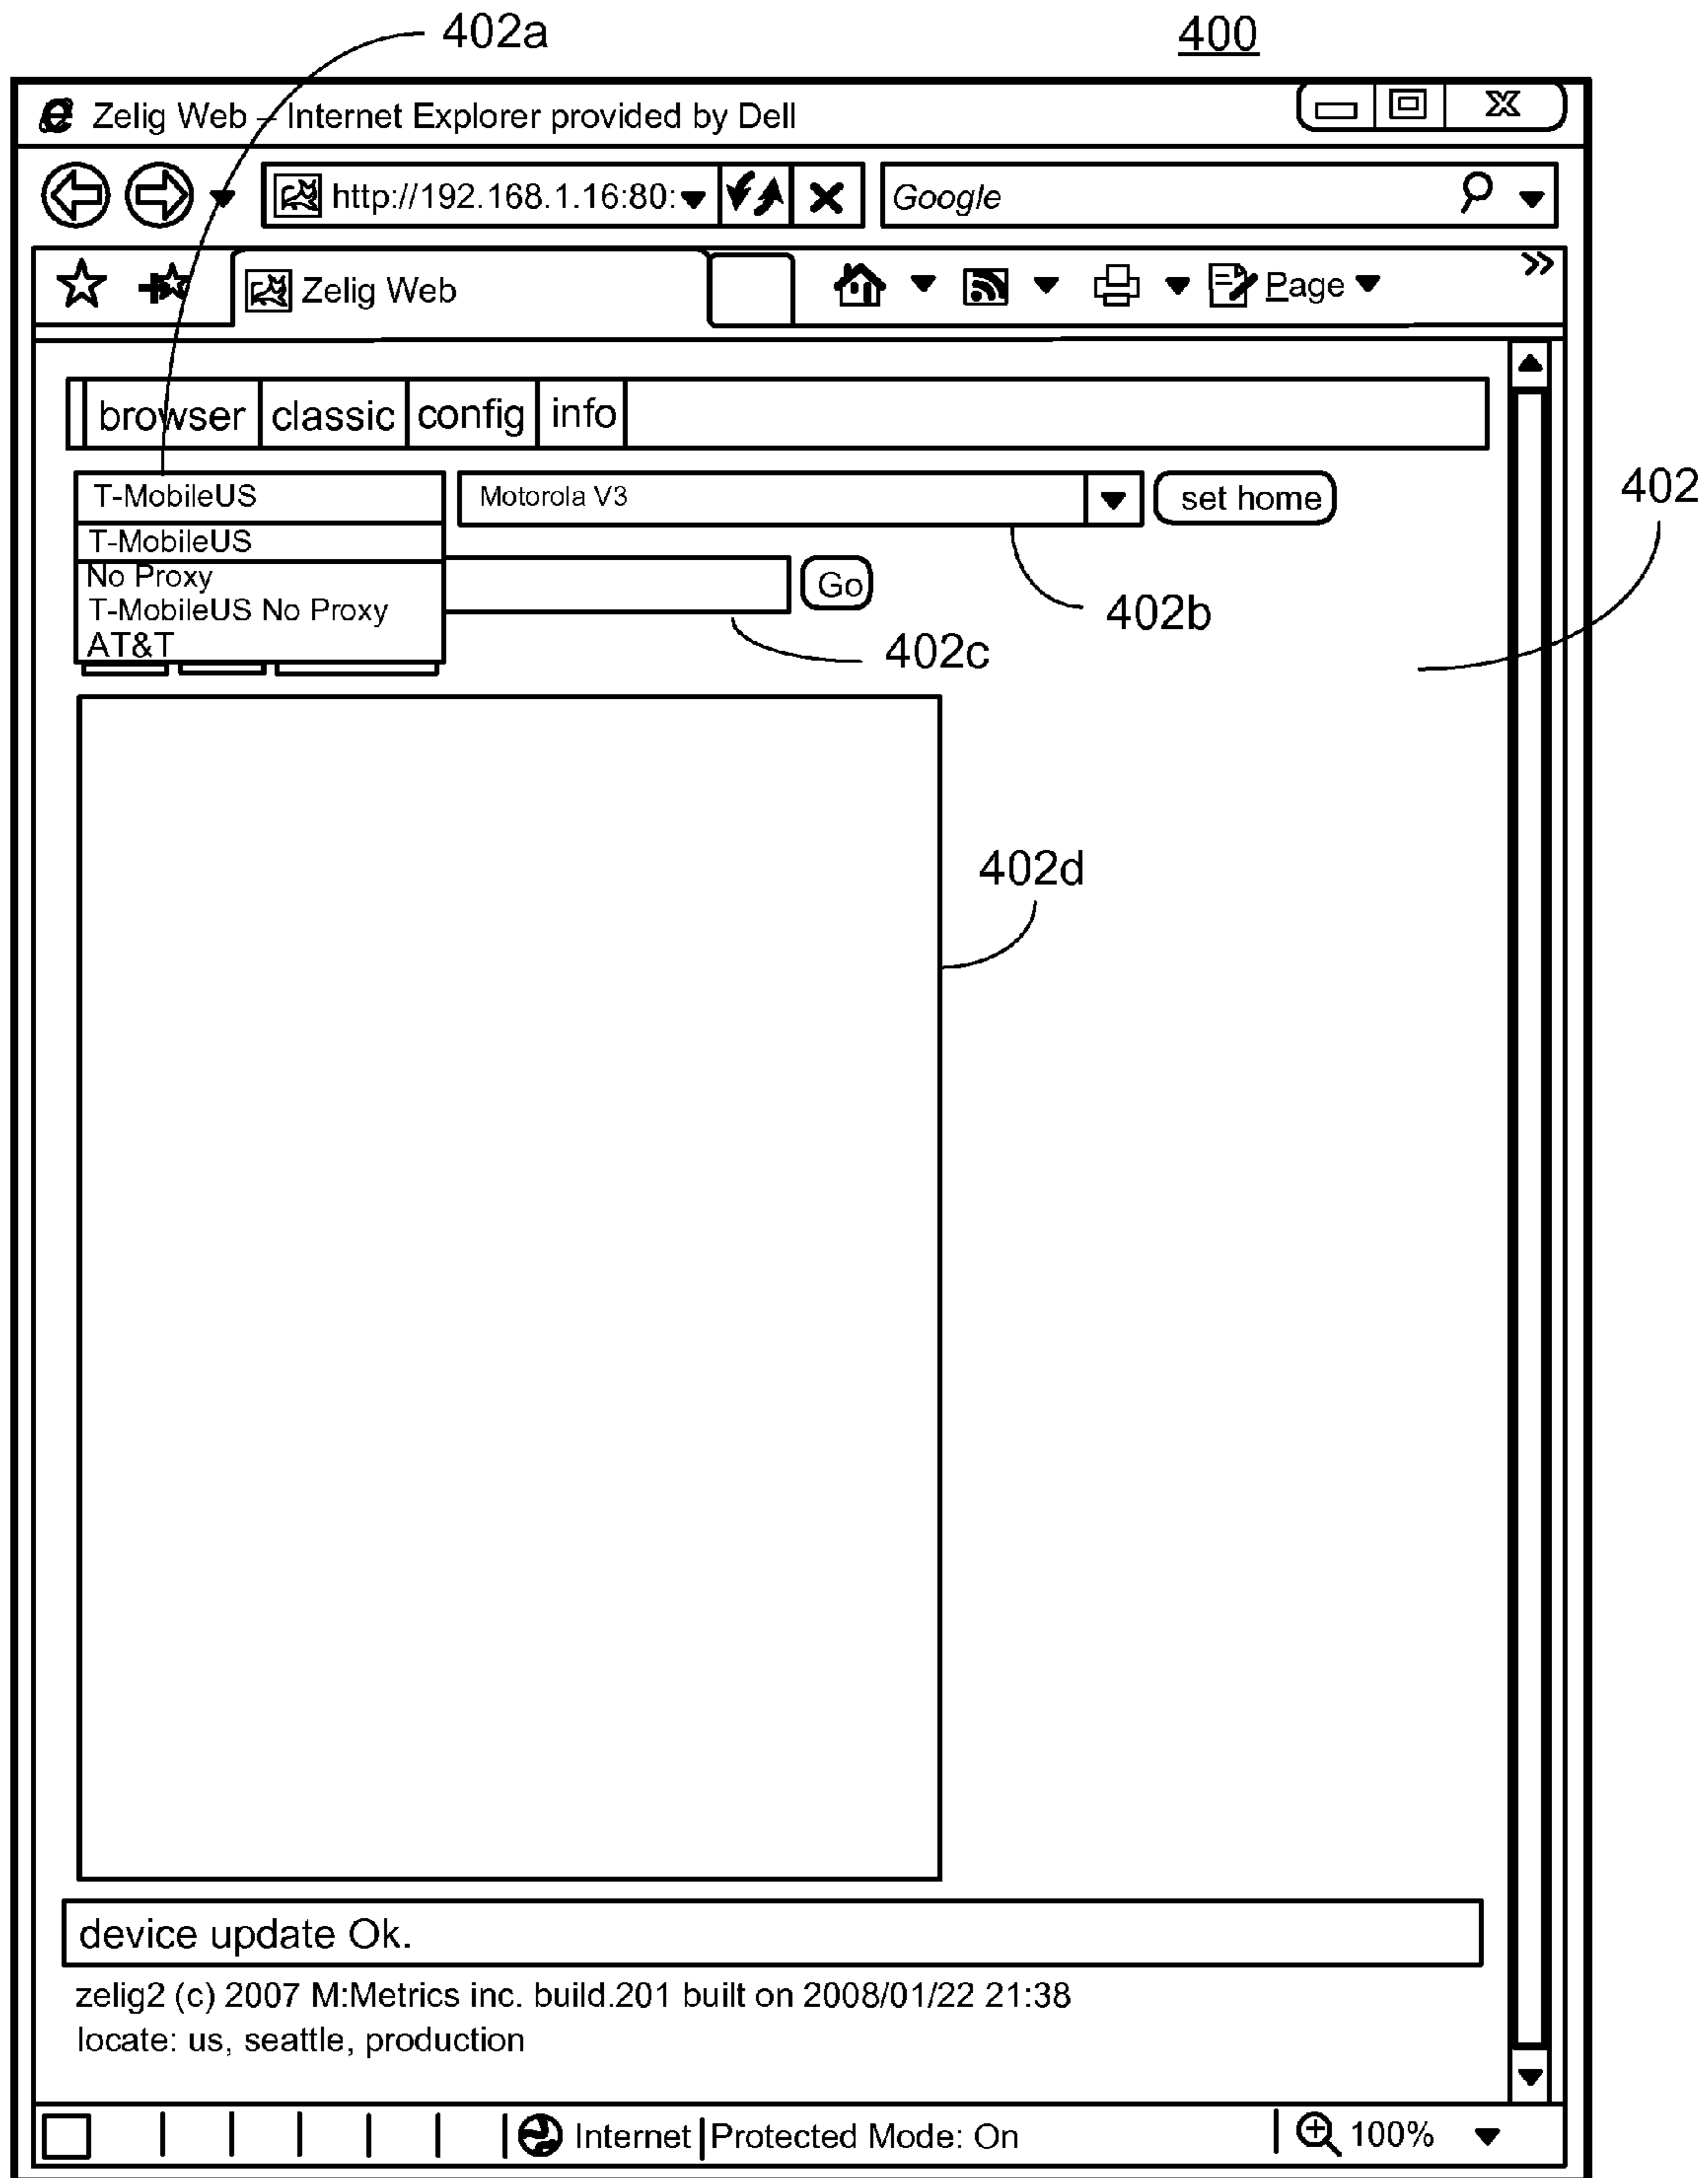 402a
400
Zelig Web – Internet Explorer provided by Dell
http://192.168.1.16:80:
Google
Zelig Web
Page
browser classic config info
402
T-MobileUS
Motorola V3
set home
T-MobileUS
No Proxy
T-MobileUS No Proxy
AT&T
Go
402b
402c
402d
device update Ok.
zelig2 (c) 2007 M:Metrics inc. build.201 built on 2008/01/22 21:38
locate: us, seattle, production
Internet Protected Mode: On
100%